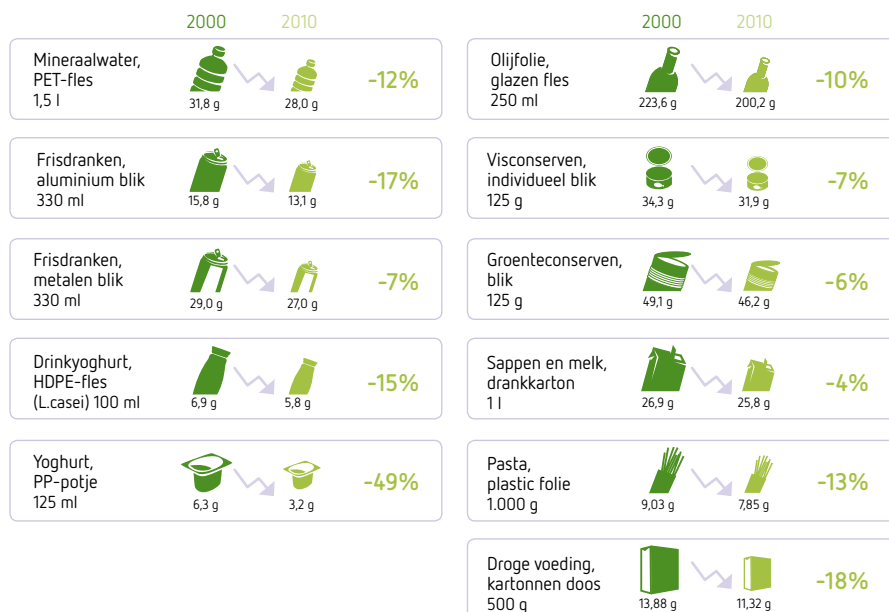 2000 2010
Mineraalwater,
PET-fles
1,5 l
31,8 g
28,0 g
-12%
Frisdranken,
aluminium blik
330 ml
15,8 g
13,1 g
-17%
Frisdranken,
metalen blik
330 ml
29,0 g
27,0 g
-7%
Drinkyoghurt,
HDPE-fles
(L.casei) 100 ml
6,9 g
5,8 g
-15%
Yoghurt,
PP-potje
125 ml
6,3 g
3,2 g
-49%
2000 2010
Olijfolie,
glazen fles
250 ml
223,6 g
200,2 g
-10%
Visconserven,
individueel blik
125 g
34,3 g
31,9 g
-7%
Groenteconserven,
blik
125 g
49,1 g
46,2 g
-6%
Sappen en melk,
drankkarton
1 l
26,9 g
25,8 g
-4%
Pasta,
plastic folie
1.000 g
9,03 g
7,85 g
-13%
Droge voeding,
kartonnen doos
500 g
13,88 g
11,32 g
-18%